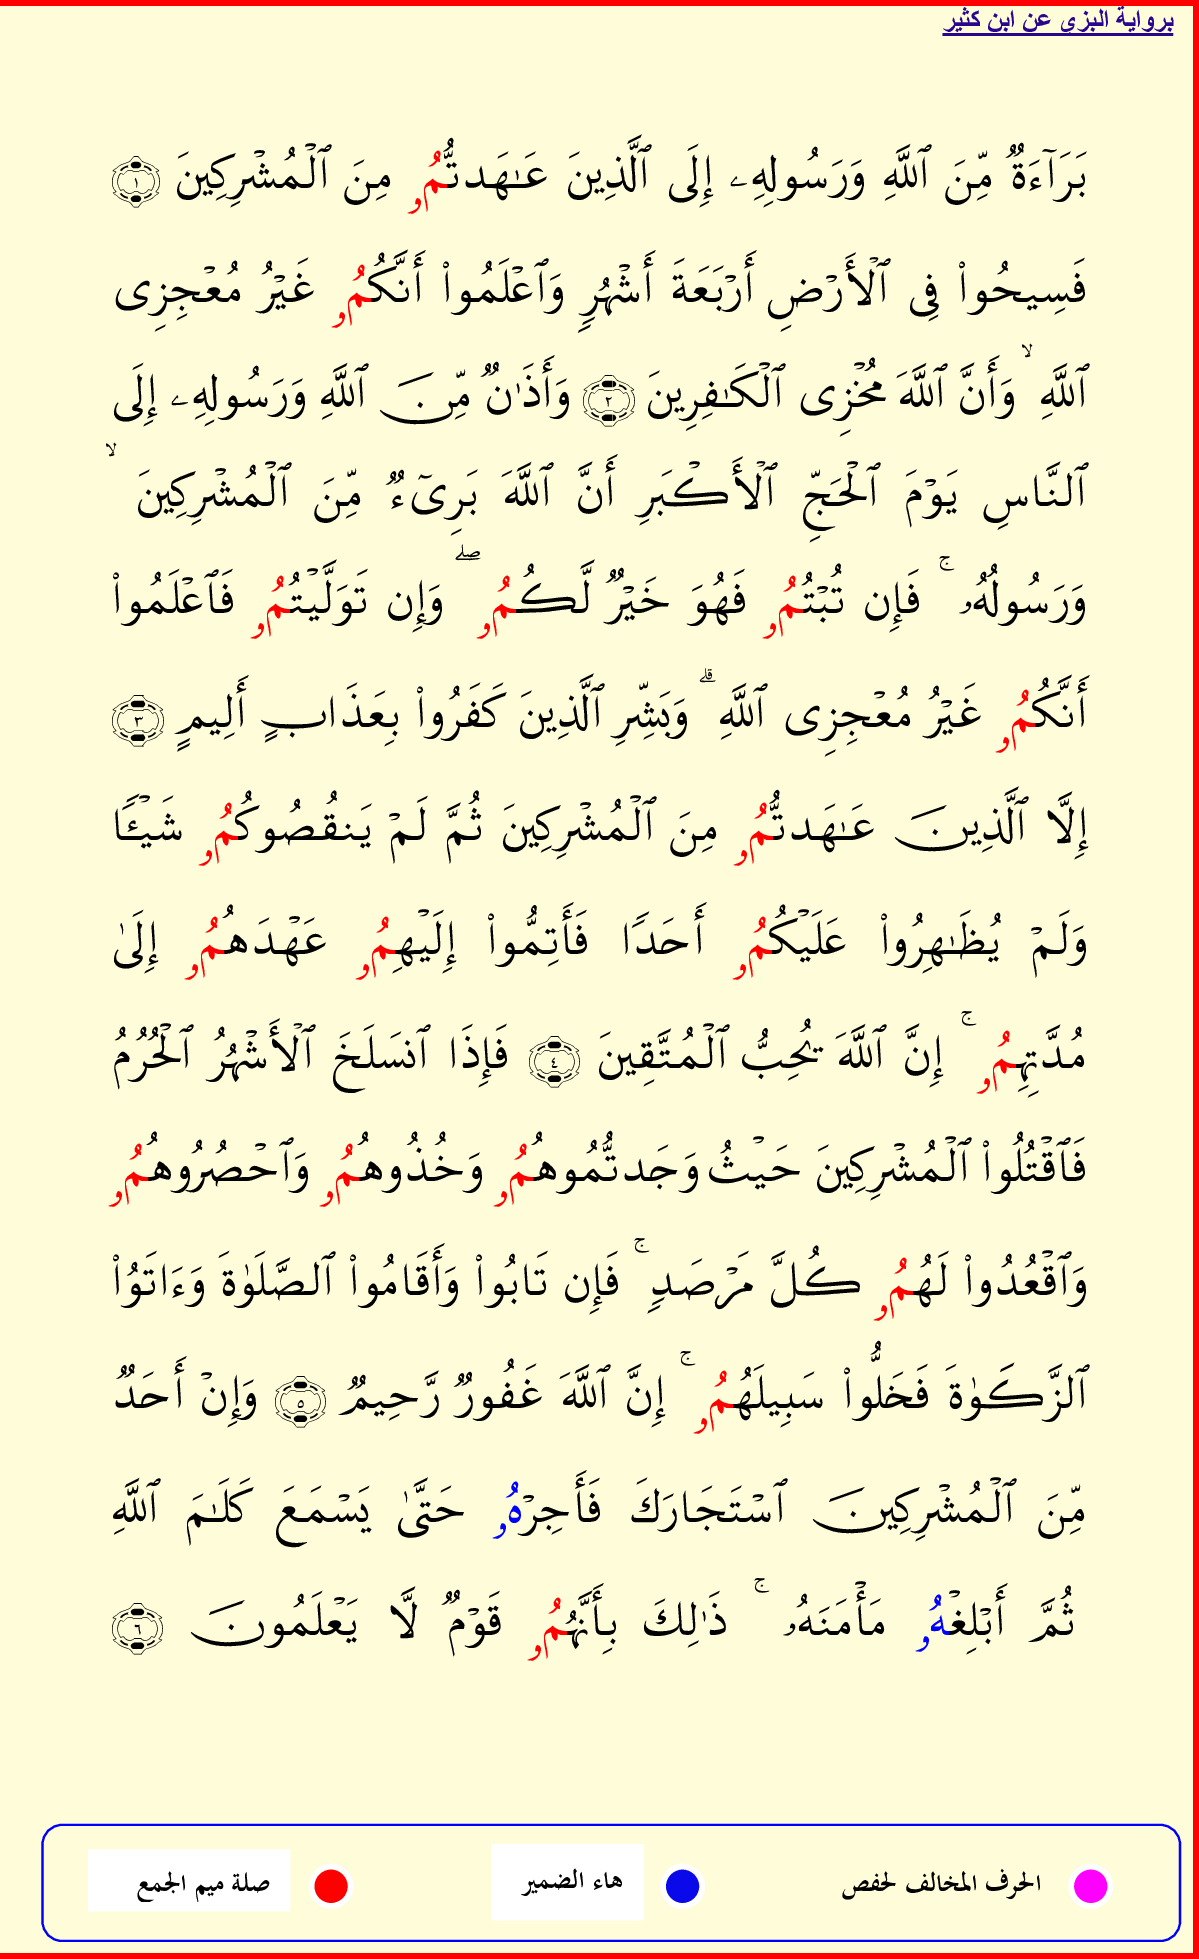 برواية البزي عن ابن كثير
بَرَآءَةٌ مِّنَ ٱللَّهِ وَرَسُولِهِۦٓ إِلَى ٱلَّذِينَ عَـٰهَدتُّمُۥ مِنَ ٱلْمُشْرِكِينَ ۝١
فَسِيحُوا۟ فِى ٱلْأَرْضِ أَرْبَعَةَ أَشْهُرٍ وَٱعْلَمُوٓا۟ أَنَّكُمُۥ غَيْرُ مُعْجِزِى
ٱللَّهِ ۙ وَأَنَّ ٱللَّهَ مُخْزِى ٱلْكَـٰفِرِينَ ۝٢ وَأَذَٰنٌ مِّنَ ٱللَّهِ وَرَسُولِهِۦ إِلَى
ٱلنَّاسِ يَوْمَ ٱلْحَجِّ ٱلْأَكْبَرِ أَنَّ ٱللَّهَ بَرِىٓءٌ مِّنَ ٱلْمُشْرِكِينَ ۙ
وَرَسُولُهُۥ ۚ فَإِن تُبْتُمُۥ فَهُوَ خَيْرٌ لَّكُمُۥ ۖ وَإِن تَوَلَّيْتُمُۥ فَٱعْلَمُوا۟
أَنَّكُمُۥ غَيْرُ مُعْجِزِى ٱللَّهِ ۗ وَبَشِّرِ ٱلَّذِينَ كَفَرُوا۟ بِعَذَابٍ أَلِيمٍ ۝٣
إِلَّا ٱلَّذِينَ عَـٰهَدتُّمُۥ مِنَ ٱلْمُشْرِكِينَ ثُمَّ لَمْ يَنقُصُوكُمُۥ شَيْـًٔا
وَلَمْ يُظَـٰهِرُوا۟ عَلَيْكُمُۥ أَحَدًا فَأَتِمُّوا۟ إِلَيْهِمُۥ عَهْدَهُمُۥ إِلَىٰ
مُدَّتِهِمُۥ ۚ إِنَّ ٱللَّهَ يُحِبُّ ٱلْمُتَّقِينَ ۝٤ فَإِذَا ٱنسَلَخَ ٱلْأَشْهُرُ ٱلْحُرُمُ
فَٱقْتُلُوا۟ ٱلْمُشْرِكِينَ حَيْثُ وَجَدتُّمُوهُمُۥ وَخُذُوهُمُۥ وَٱحْصُرُوهُمُۥ
وَٱقْعُدُوا۟ لَهُمُۥ كُلَّ مَرْصَدٍ ۚ فَإِن تَابُوا۟ وَأَقَامُوا۟ ٱلصَّلَوٰةَ وَءَاتَوُا۟
ٱلزَّكَوٰةَ فَخَلُّوا۟ سَبِيلَهُمُۥ ۚ إِنَّ ٱللَّهَ غَفُورٌ رَّحِيمٌ ۝٥ وَإِنْ أَحَدٌ
مِّنَ ٱلْمُشْرِكِينَ ٱسْتَجَارَكَ فَأَجِرْهُۥ حَتَّىٰ يَسْمَعَ كَلَـٰمَ ٱللَّهِ
ثُمَّ أَبْلِغْهُۥ مَأْمَنَهُۥ ۚ ذَٰلِكَ بِأَنَّهُمُۥ قَوْمٌ لَّا يَعْلَمُونَ ۝٦
الحرف المخالف لحفص هاء الضمير صلة ميم الجمع